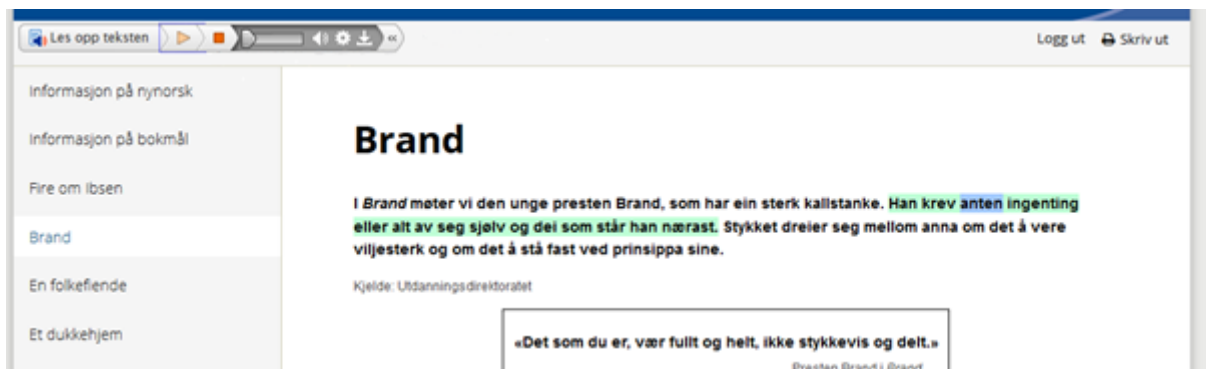 Les opp teksten
Logg ut Skriv ut
Informasjon på nynorsk
Informasjon på bokmål
Fire om Ibsen
Brand
En folkefiende
Et dukkehjem
Brand
I Brand møter vi den unge presten Brand, som har ein sterk kallstanke. Han krev anten ingenting
eller alt av seg sjølv og dei som står han nærast. Stykket dreier seg mellom anna om det å vere
viljesterk og om det å stå fast ved prinsippa sine.
Kjelde: Utdanningsdirektoratet
«Det som du er, vær fullt og helt, ikke stykkevis og delt.»
Presten Brand i Brand